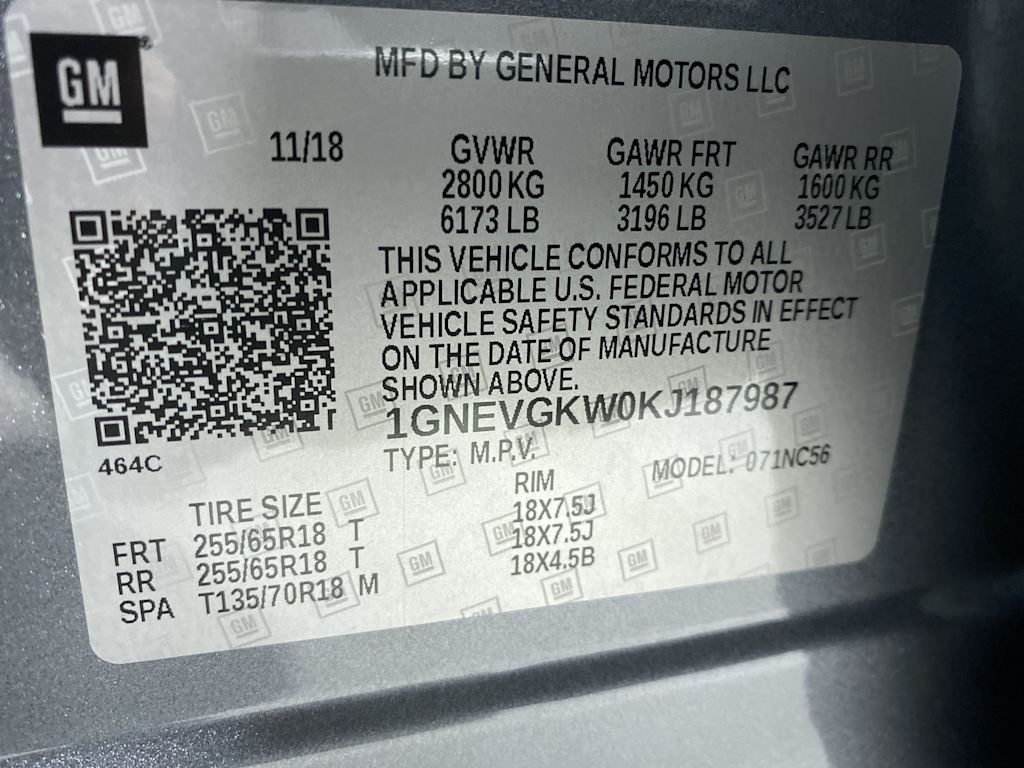 GM
MFD BY GENERAL MOTORS LLC
11/18 GVWR GAWR FRT GAWR RR
2800 KG 1450 KG 1600 KG
6173 LB 3196 LB 3527 LB
THIS VEHICLE CONFORMS TO ALL
APPLICABLE U.S. FEDERAL MOTOR
VEHICLE SAFETY STANDARDS IN EFFECT
ON THE DATE OF MANUFACTURE
SHOWN ABOVE.
1GNEVGKW0KJ187987
TYPE: M.P.V. MODEL: 071NC56
464C
TIRE SIZE RIM
FRT 255/65R18 T 18X7.5J
RR 255/65R18 T 18X7.5J
SPA T135/70R18 M 18X4.5B